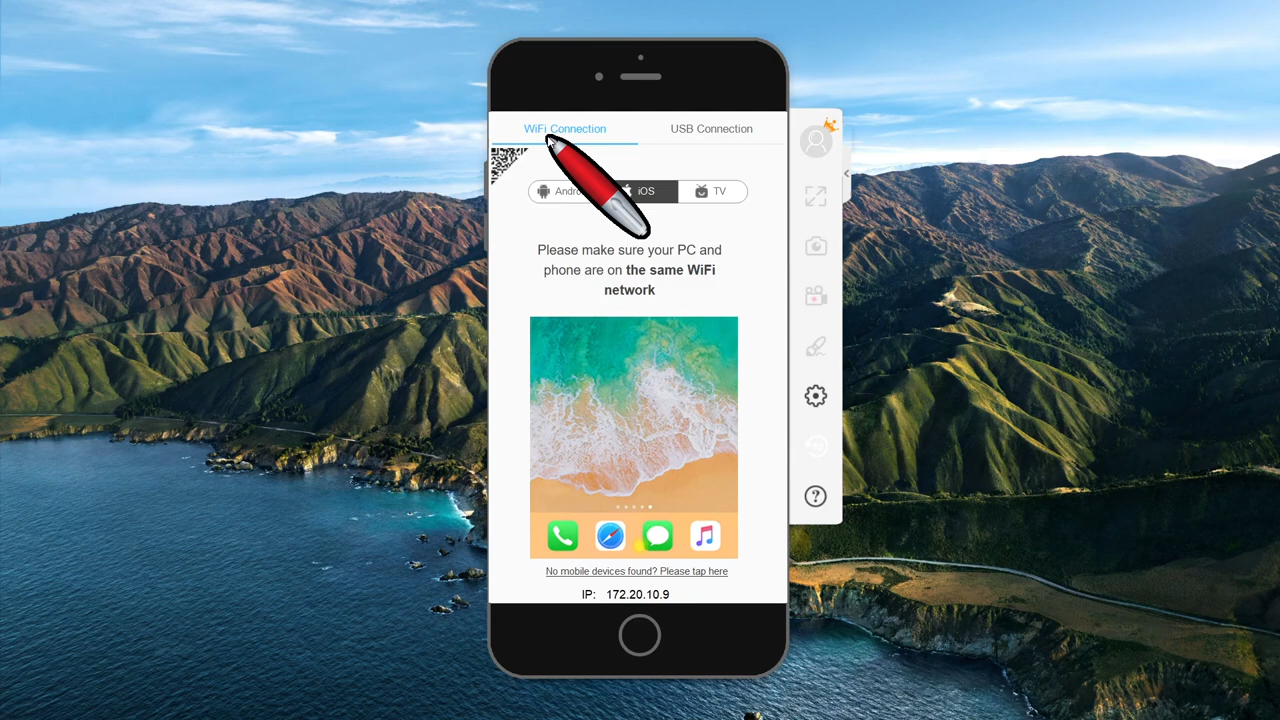 WiFi Connection
USB Connection
iOS
TV
Please make sure your PC and
phone are on the same WiFi
network
No mobile devices found? Please tap here
IP: 172.20.10.9